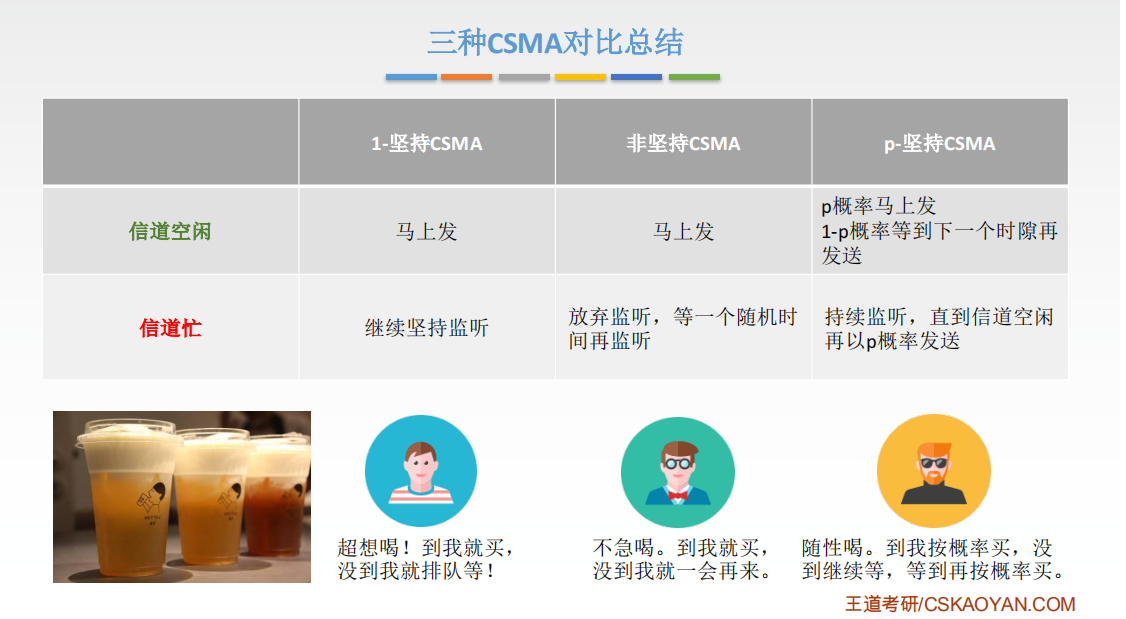 三种CSMA对比总结
1-坚持CSMA
非坚持CSMA
p-坚持CSMA
信道空闲
马上发
马上发
p概率马上发
1-p概率等到下一个时隙再
发送
信道忙
继续坚持监听
放弃监听，等一个随机时
间再监听
持续监听，直到信道空闲
再以p概率发送
超想喝！到我就买，
没到我就排队等！
不急喝。到我就买，
没到我就一会再来。
随性喝。到我按概率买，没
到继续等，等到再按概率买。
王道考研/CSKAOYAN.COM